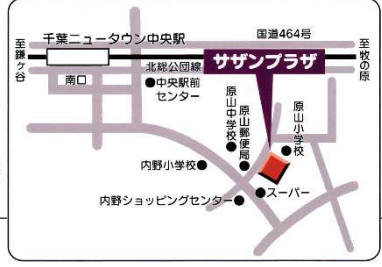 千葉ニュータウン中央駅
国道464号
至鎌ヶ谷
北総公団線
サザンプラザ
至牧の原
南口
●中央駅前
センター
原山中学校●
原山郵便局●
原山小学校●
内野小学校●
内野ショッピングセンター●
●スーパー